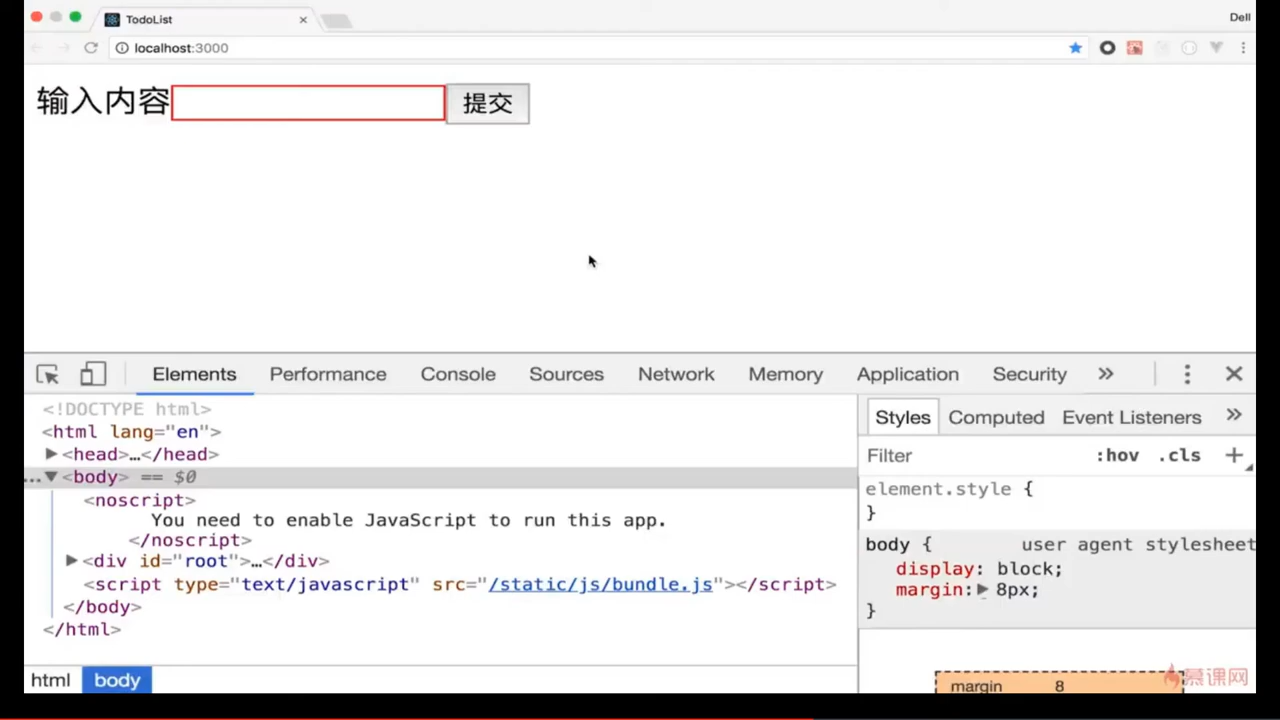 TodoList
Dell
localhost:3000
输入内容 提交
Elements Performance Console Sources Network Memory Application Security
<!DOCTYPE html>
<html lang="en">
<head>…</head>
<body> == $0
<noscript>
You need to enable JavaScript to run this app.
</noscript>
<div id="root">…</div>
<script type="text/javascript" src="/static/js/bundle.js"></script>
</body>
</html>
html body
Styles Computed Event Listeners
Filter :hov .cls
element.style {
}
body { user agent stylesheet
display: block;
margin: 8px;
}
margin 8
慕课网